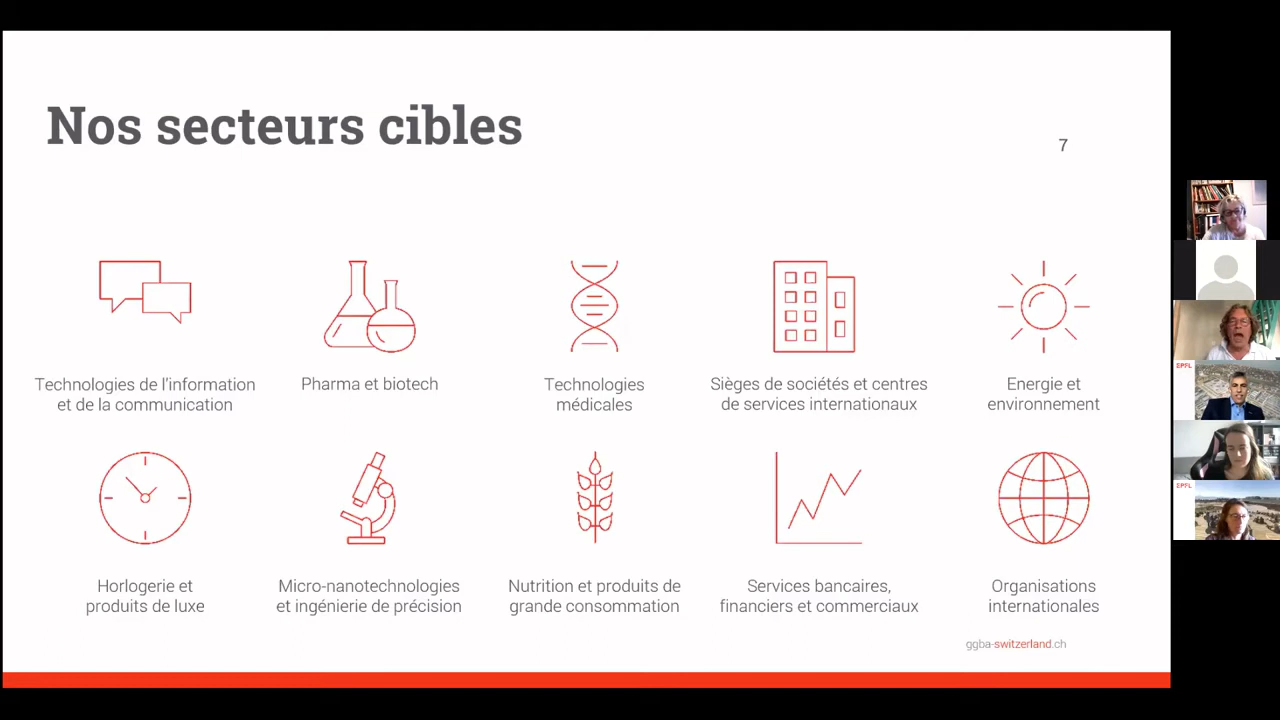 Nos secteurs cibles
7
Technologies de l'information
et de la communication
Pharma et biotech
Technologies
médicales
Sièges de sociétés et centres
de services internationaux
Energie et
environnement
Horlogerie et
produits de luxe
Micro-nanotechnologies
et ingénierie de précision
Nutrition et produits de
grande consommation
Services bancaires,
financiers et commerciaux
Organisations
internationales
ggba-switzerland.ch
EPFL
EPFL